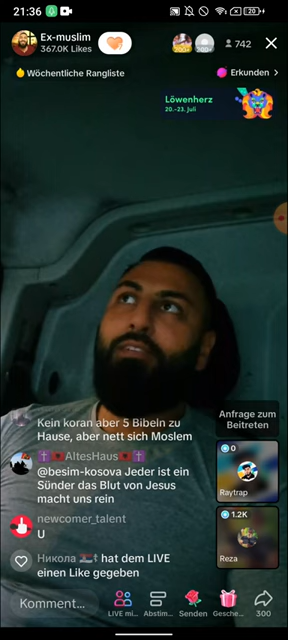 21:36
20
Ex-muslim
367.0K Likes
200+
300+
742
Wöchentliche Rangliste
Erkunden >
Löwenherz
20.-23. Juli
Kein koran aber 5 Bibeln zu
Hause, aber nett sich Moslem
AltesHaus
@besim-kosova Jeder ist ein
Sünder das Blut von Jesus
macht uns rein
newcomer_talent
U
Никола hat dem LIVE
einen Like gegeben
Anfrage zum
Beitreten
0
Raytrap
1.2K
Reza
Komment...
LIVE mi...
Abstim...
Senden
Gesche...
300